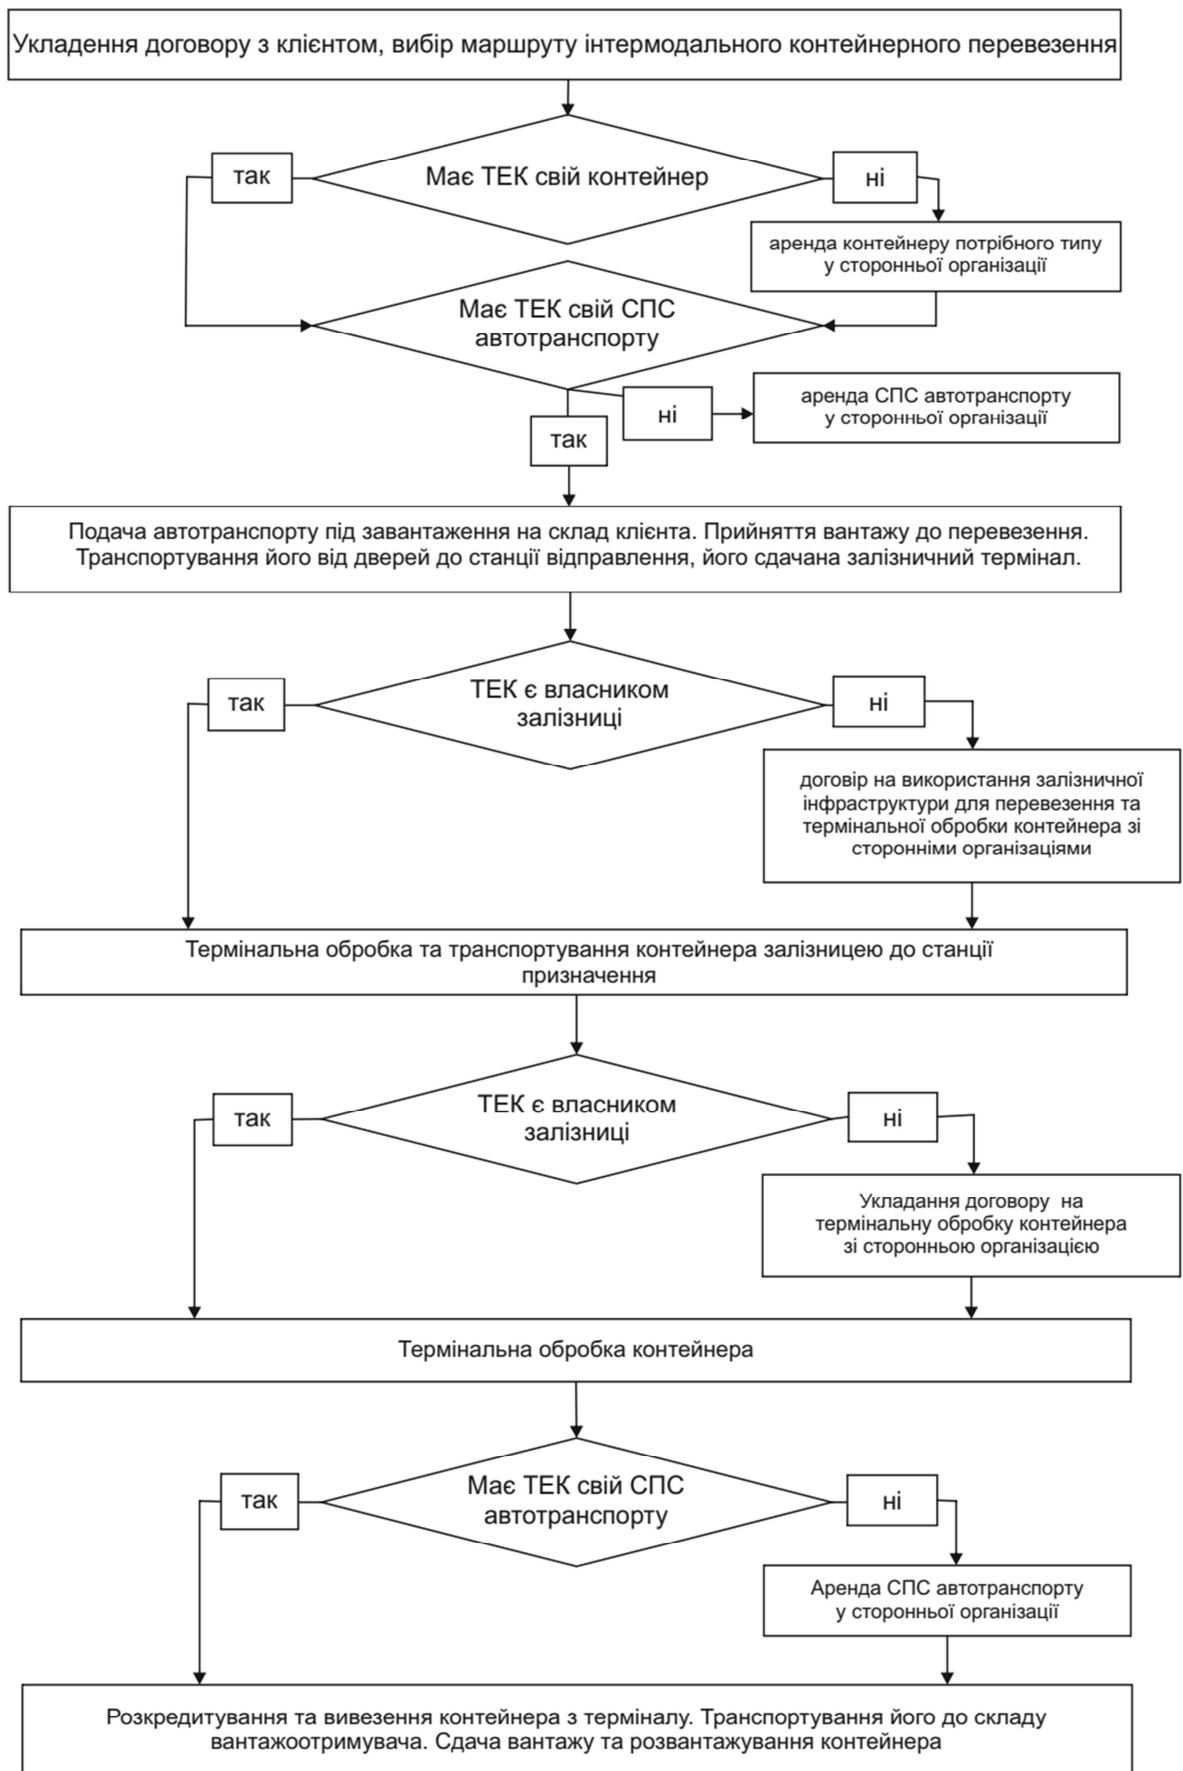 Укладення договору з клієнтом, вибір маршруту інтермодального контейнерного перевезення
так
Має ТЕК свій контейнер
ні
аренда контейнеру потрібного типу
у сторонньої організації
Має ТЕК свій СПС
автотранспорту
аренда СПС автотранспорту
у сторонньої організації
ні
так
Подача автотранспорту під завантаження на склад клієнта. Прийняття вантажу до перевезення.
Транспортування його від дверей до станції відправлення, його сдачана залізничний термінал.
так
ТЕК є власником
залізниці
ні
договір на використання залізничної
інфраструктури для перевезення та
термінальної обробки контейнера зі
сторонніми організаціями
Термінальна обробка та транспортування контейнера залізницею до станції
призначення
так
ТЕК є власником
залізниці
ні
Укладання договору на
термінальну обробку контейнера
зі сторонньою організацією
Термінальна обробка контейнера
так
Має ТЕК свій СПС
автотранспорту
ні
Аренда СПС автотранспорту
у сторонньої організації
Розкредитування та вивезення контейнера з терміналу. Транспортування його до складу
вантажоотримувача. Сдача вантажу та розвантажування контейнера